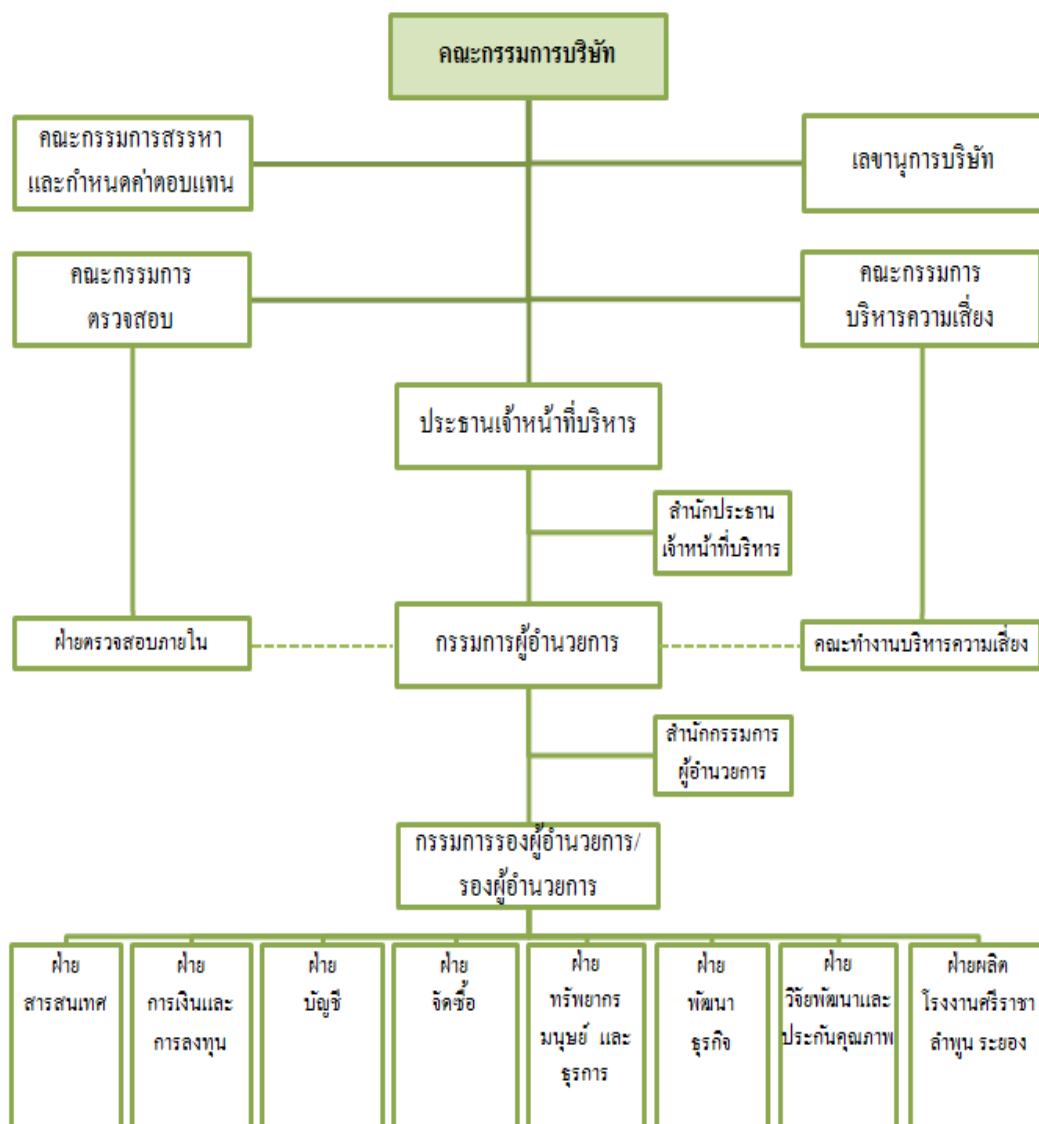 คณะกรรมการบริษัท
คณะกรรมการสรรหา
และกำหนดค่าตอบแทน
เลขานุการบริษัท
คณะกรรมการ
ตรวจสอบ
คณะกรรมการ
บริหารความเสี่ยง
ประธานเจ้าหน้าที่บริหาร
สำนักประธาน
เจ้าหน้าที่บริหาร
ฝ่ายตรวจสอบภายใน
กรรมการผู้อำนวยการ
คณะทำงานบริหารความเสี่ยง
สำนักกรรมการ
ผู้อำนวยการ
กรรมการรองผู้อำนวยการ/
รองผู้อำนวยการ
ฝ่าย
สารสนเทศ
ฝ่าย
การเงินและ
การลงทุน
ฝ่าย
บัญชี
ฝ่าย
จัดซื้อ
ฝ่าย
ทรัพยากร
มนุษย์ และ
ธุรการ
ฝ่าย
พัฒนา
ธุรกิจ
ฝ่าย
วิจัยพัฒนาและ
ประกันคุณภาพ
ฝ่ายผลิต
โรงงานศรีราชา
ลำพูน ระยอง